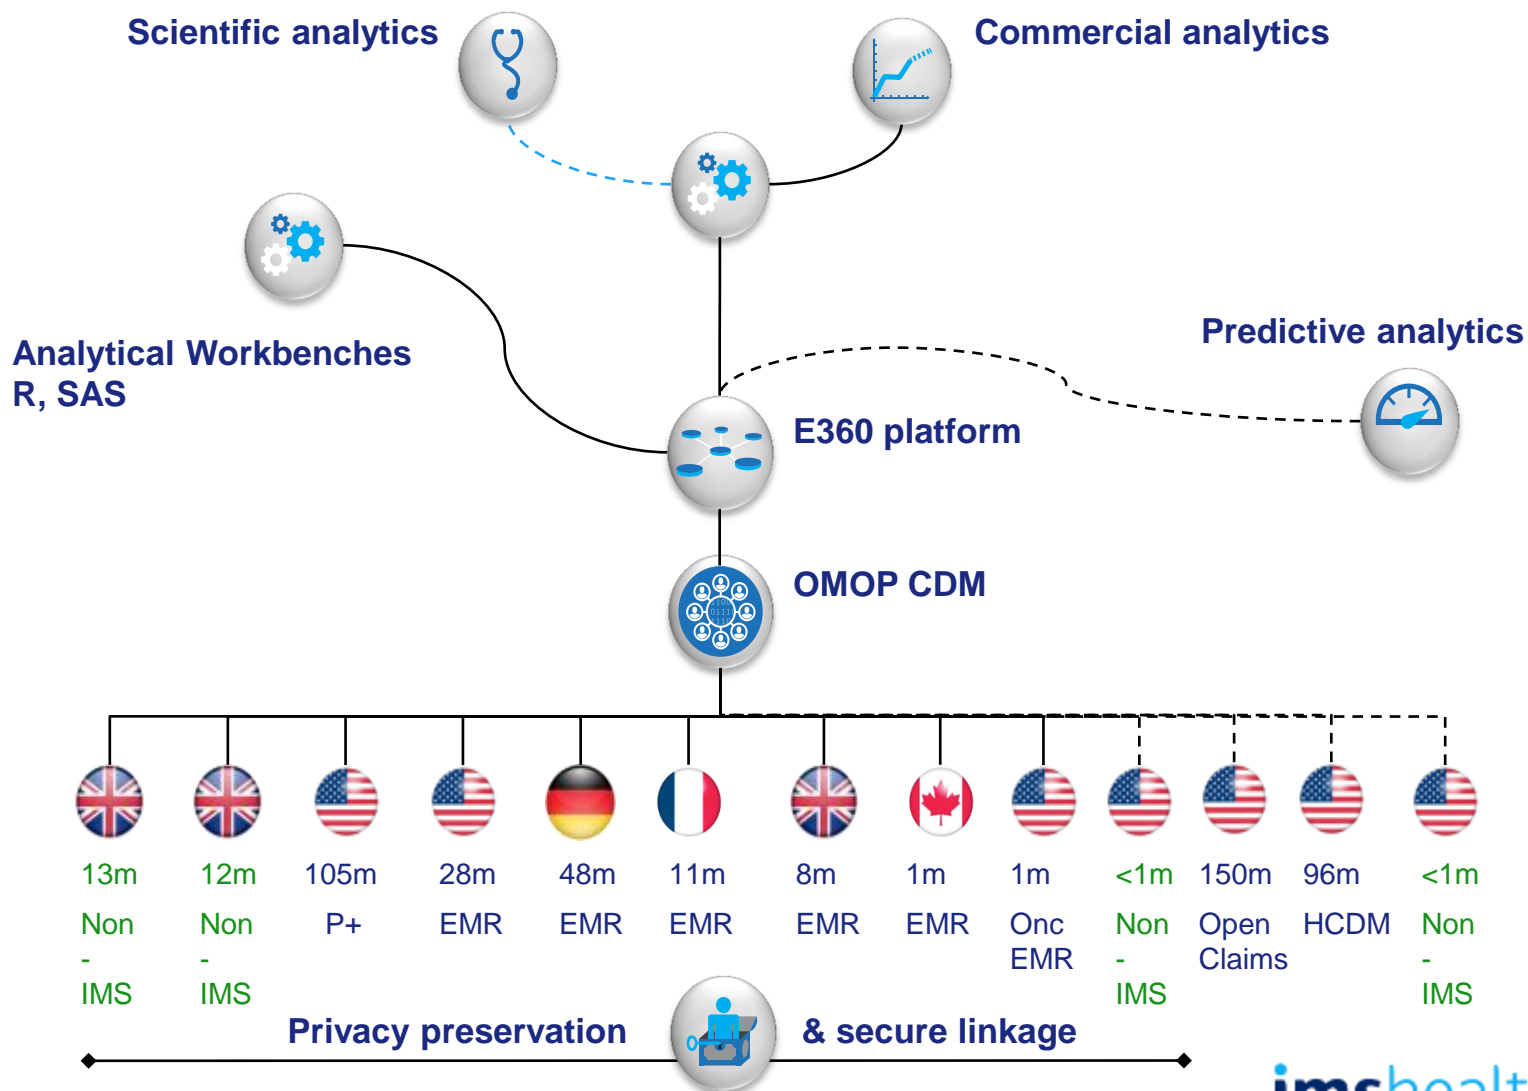 Scientific analytics
Commercial analytics
Analytical Workbenches
R, SAS
Predictive analytics
E360 platform
OMOP CDM
13m 12m 105m 28m 48m 11m 8m 1m 1m <1m 150m 96m <1m
Non Non P+ EMR EMR EMR EMR EMR Onc Non Open HCDM Non
- - EMR - Claims -
IMS IMS IMS IMS
Privacy preservation & secure linkage
imshealth